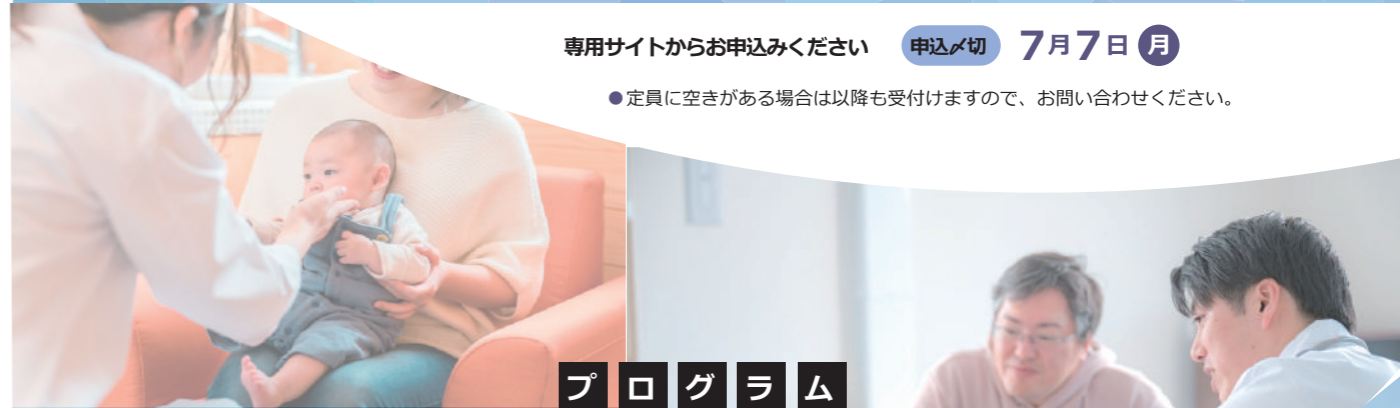 専用サイトからお申込みください 申込〆切 7月7日 月
●定員に空きがある場合は以降も受付けますので、お問い合わせください。
プログラム